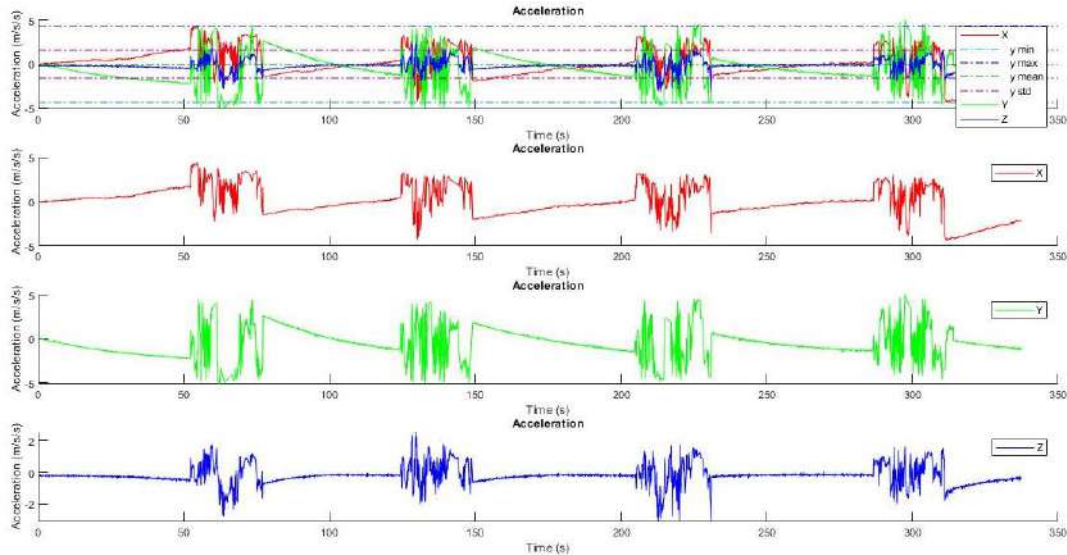 Acceleration
Acceleration (m/s/s)
5
0
-5
X
y min
y max
y mean
y std
Y
Z
0 50 100 150 200 250 300 350
Time (s)
Acceleration
Acceleration (m/s/s)
5
0
-5
X
0 50 100 150 200 250 300 350
Time (s)
Acceleration
Acceleration (m/s/s)
5
0
-5
Y
0 50 100 150 200 250 300 350
Time (s)
Acceleration
Acceleration (m/s/s)
2
0
-2
Z
0 50 100 150 200 250 300 350
Time (s)